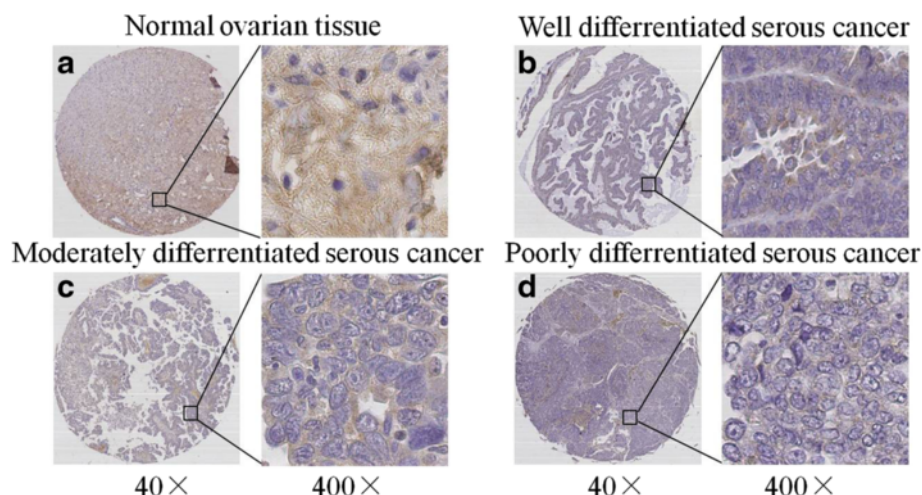 Normal ovarian tissue
Well differrentiated serous cancer
a
b
Moderately differrentiated serous cancer
Poorly differrentiated serous cancer
c
d
40×
400×
40×
400×